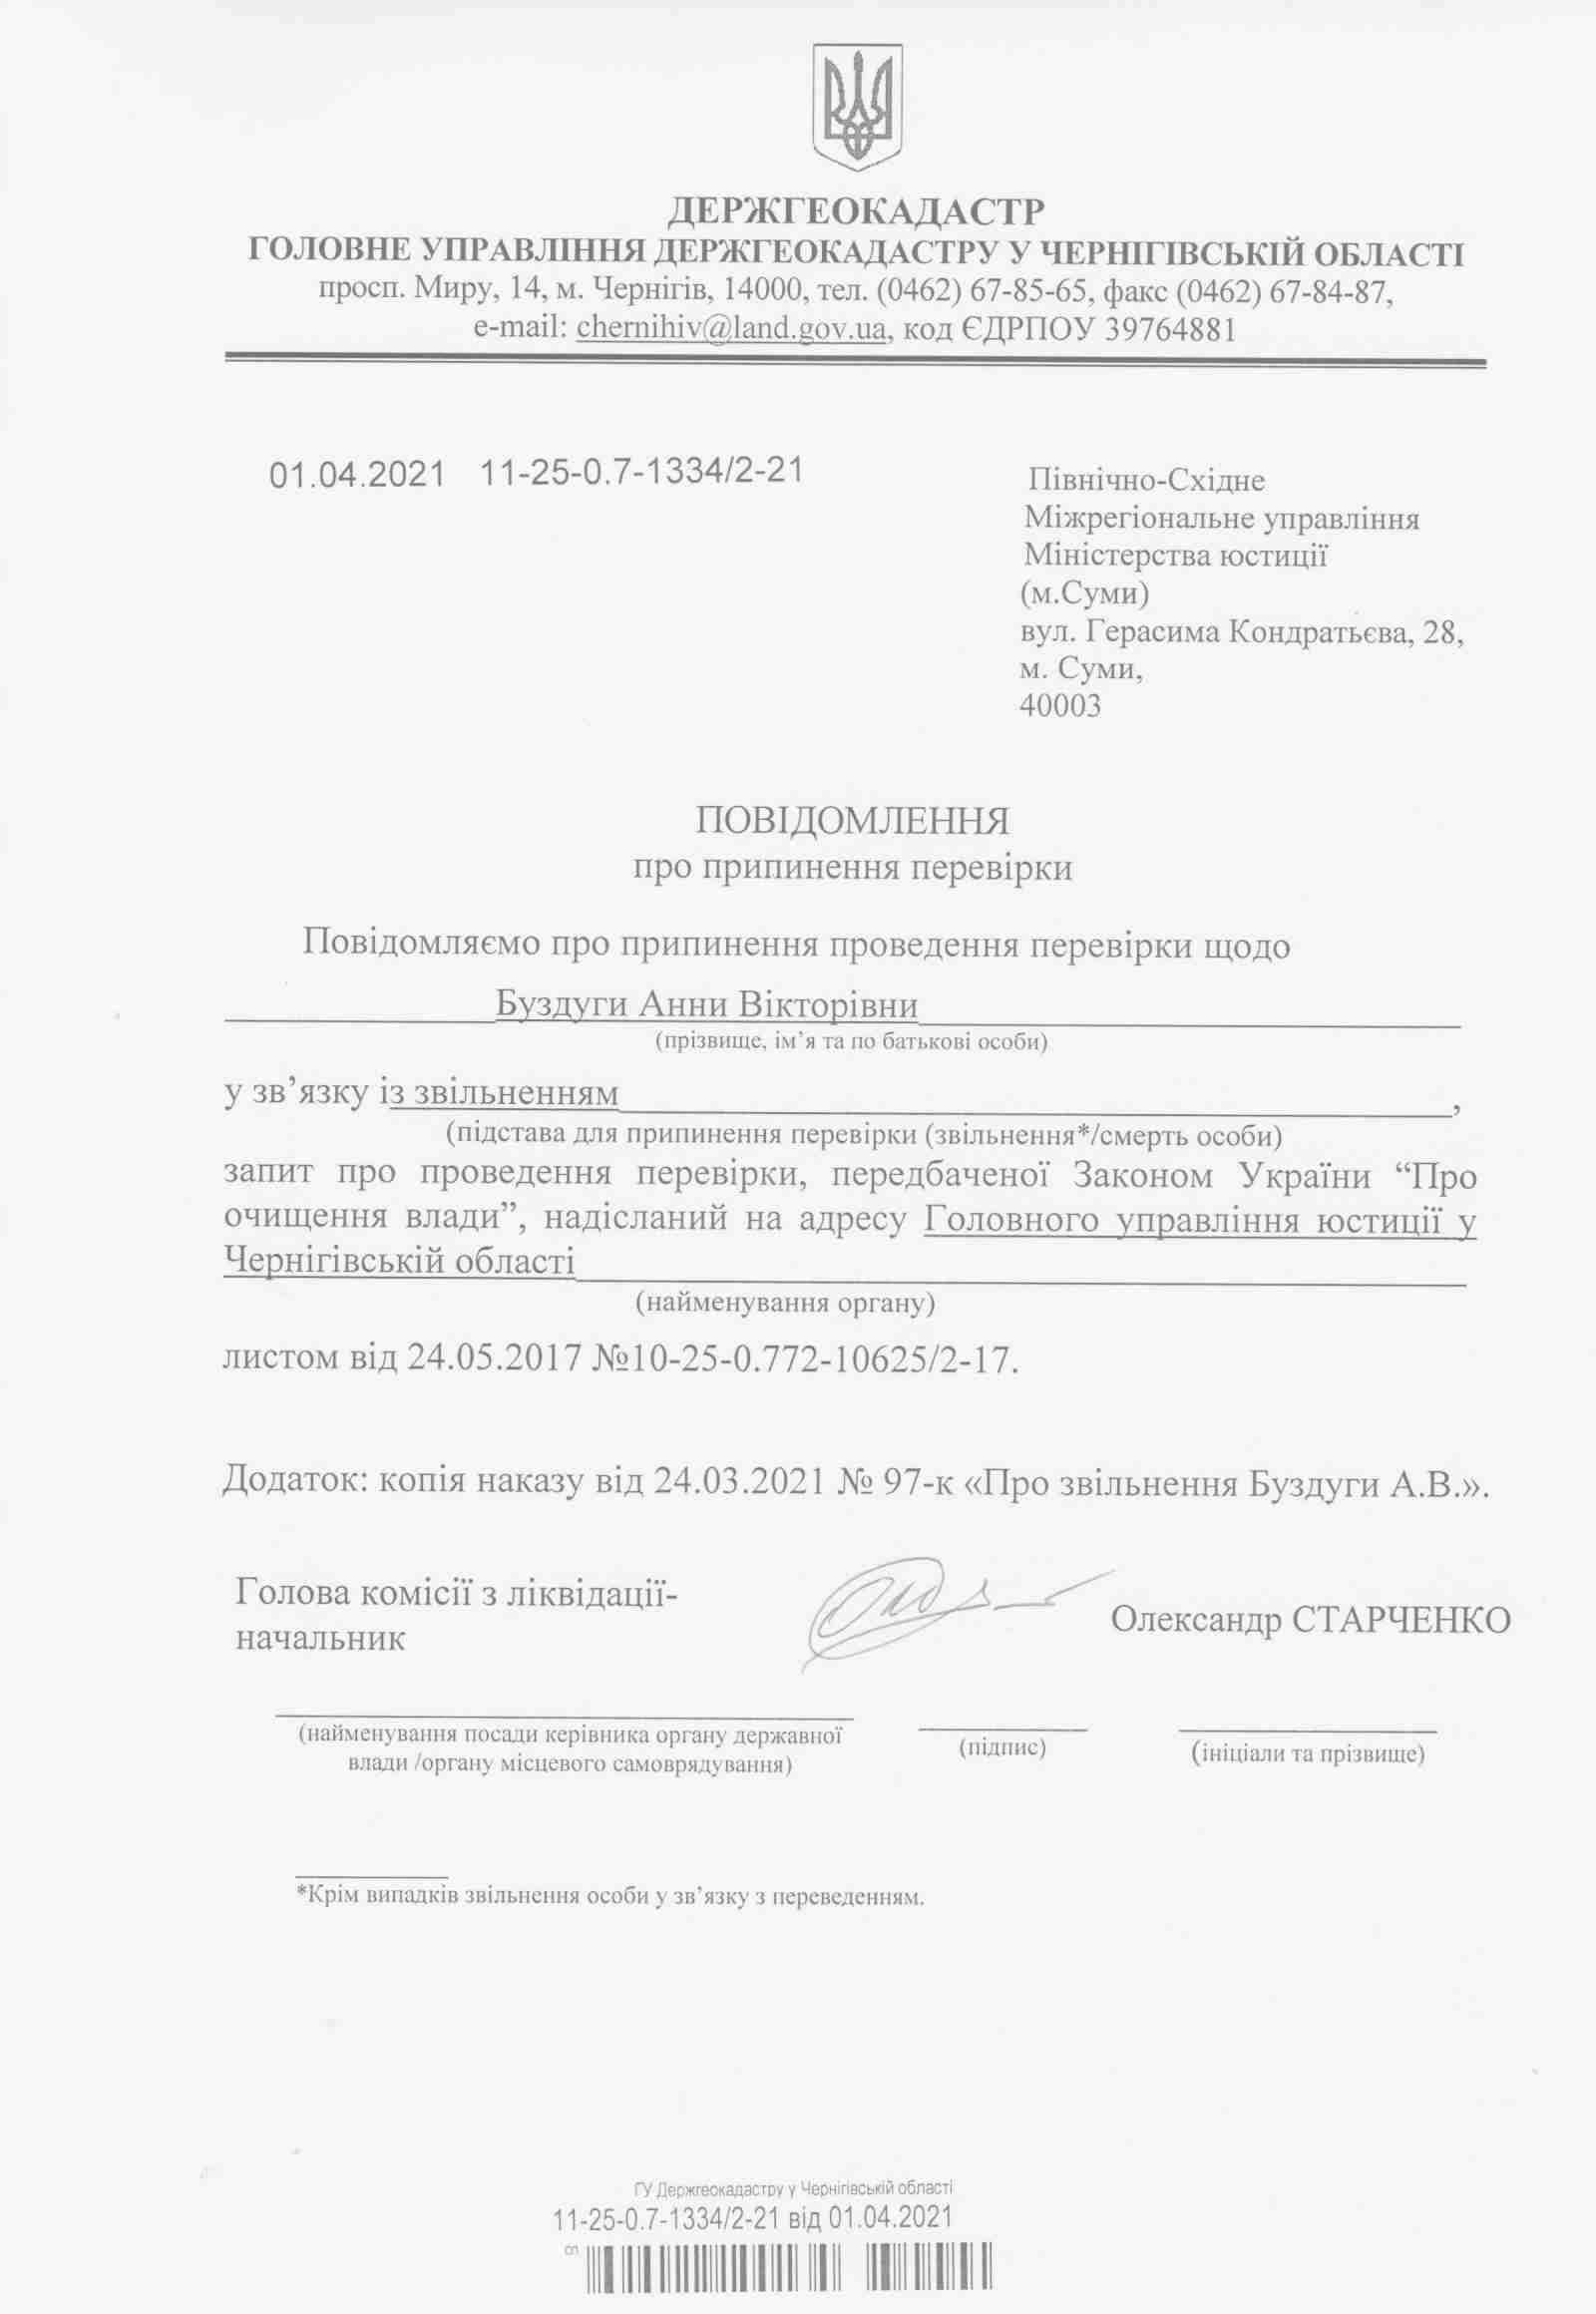 ДЕРЖГЕОКАДАСТР
ГОЛОВНЕ УПРАВЛІННЯ ДЕРЖГЕОКАДАСТРУ У ЧЕРНІГІВСЬКІЙ ОБЛАСТІ
просп. Миру, 14, м. Чернігів, 14000, тел. (0462) 67-85-65, факс (0462) 67-84-87,
e-mail: chernihiv@land.gov.ua, код ЄДРПОУ 39764881
01.04.2021 11-25-0.7-1334/2-21
Північно-Східне
Міжрегіональне управління
Міністерства юстиції
(м.Суми)
вул. Герасима Кондратьєва, 28,
м. Суми,
40003
ПОВІДОМЛЕННЯ
про припинення перевірки
Повідомляємо про припинення проведення перевірки щодо
Буздуги Анни Вікторівни
(прізвище, ім’я та по батькові особи)
у зв’язку із звільненням,
(підстава для припинення перевірки (звільнення*/смерть особи)
запит про проведення перевірки, передбаченої Законом України “Про
очищення влади”, надісланий на адресу Головного управління юстиції у
Чернігівській області
(найменування органу)
листом від 24.05.2017 №10-25-0.772-10625/2-17.
Додаток: копія наказу від 24.03.2021 № 97-к «Про звільнення Буздуги А.В.».
Голова комісії з ліквідації-
начальник
Олександр СТАРЧЕНКО
(найменування посади керівника органу державної
влади /органу місцевого самоврядування)
(підпис)
(ініціали та прізвище)
*Крім випадків звільнення особи у зв’язку з переведенням.
ГУ Держгеокадастру у Чернігівській області
11-25-0.7-1334/2-21 від 01.04.2021